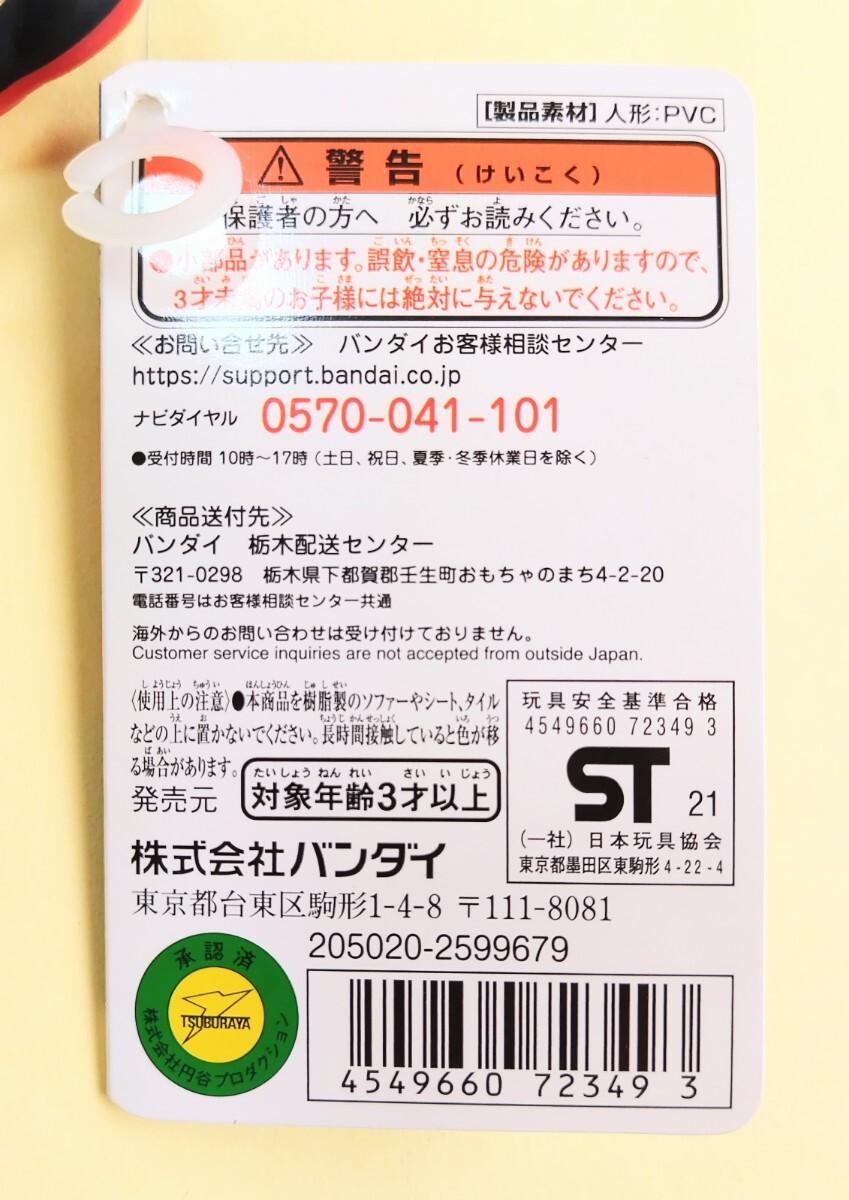 [製品素材] 人形:PVC
⚠ 警告 (けいこく)
保護者の方へ 必ずお読みください。
小部品があります。誤飲・窒息の危険がありますので、
3才未満のお子様には絶対に与えないでください。
≪お問い合せ先≫ バンダイお客様相談センター
https://support.bandai.co.jp
ナビダイヤル 0570-041-101
●受付時間 10時〜17時 (土日、祝日、夏季・冬季休業日を除く)
≪商品送付先≫
バンダイ 栃木配送センター
〒321-0298 栃木県下都賀郡壬生町おもちゃのまち4-2-20
電話番号はお客様相談センター共通
海外からのお問い合わせは受け付けておりません。
Customer service inquiries are not accepted from outside Japan.
〈使用上の注意〉●本商品を樹脂製のソファーやシート、タイル
などの上に置かないでください。長時間接触していると色が移
る場合があります。
発売元 対象年齢3才以上
株式会社バンダイ
東京都台東区駒形1-4-8 〒111-8081
玩具安全基準合格
4549660 72349 3
ST 21
(一社) 日本玩具協会
東京都墨田区東駒形4-22-4
承認済
TSUBURAYA
株式会社円谷プロダクション
205020-2599679
4549660 72349 3